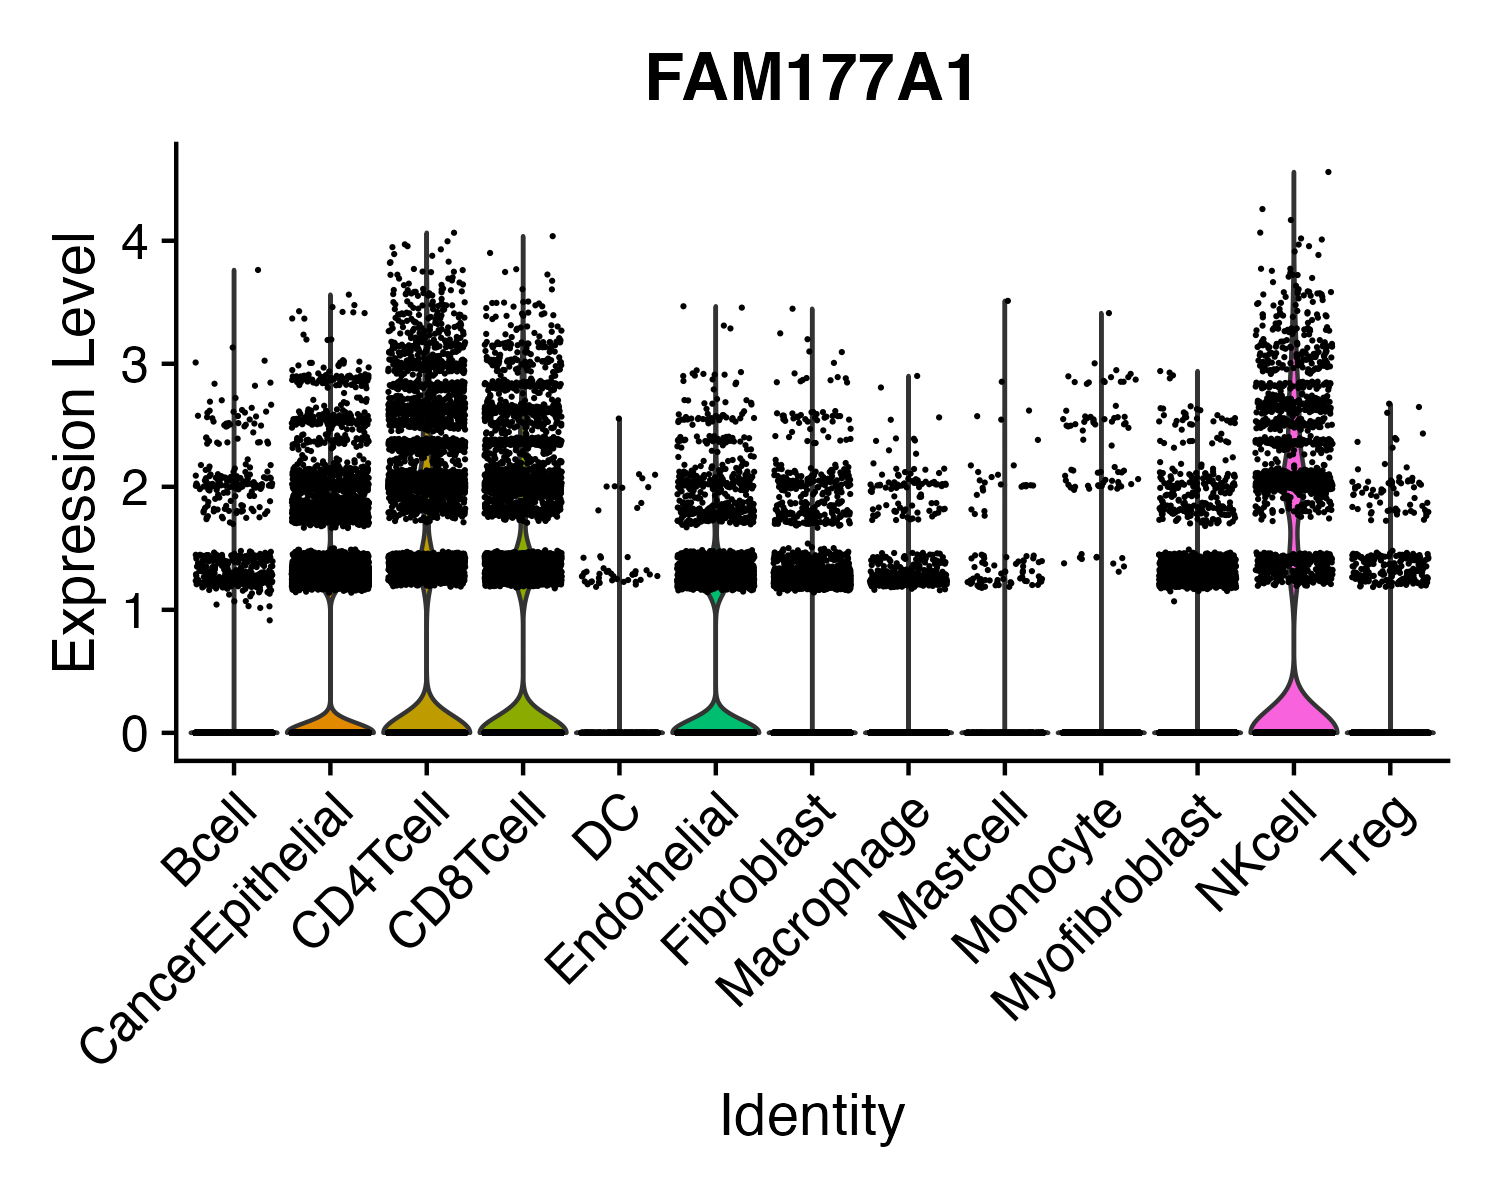 FAM177A1
Expression Level
4
3
2
1
0
Bcell
CancerEpithelial
CD4Tcell
CD8Tcell
DC
Endothelial
Fibroblast
Macrophage
Mastcell
Monocyte
Myofibroblast
NKcell
Treg
Identity